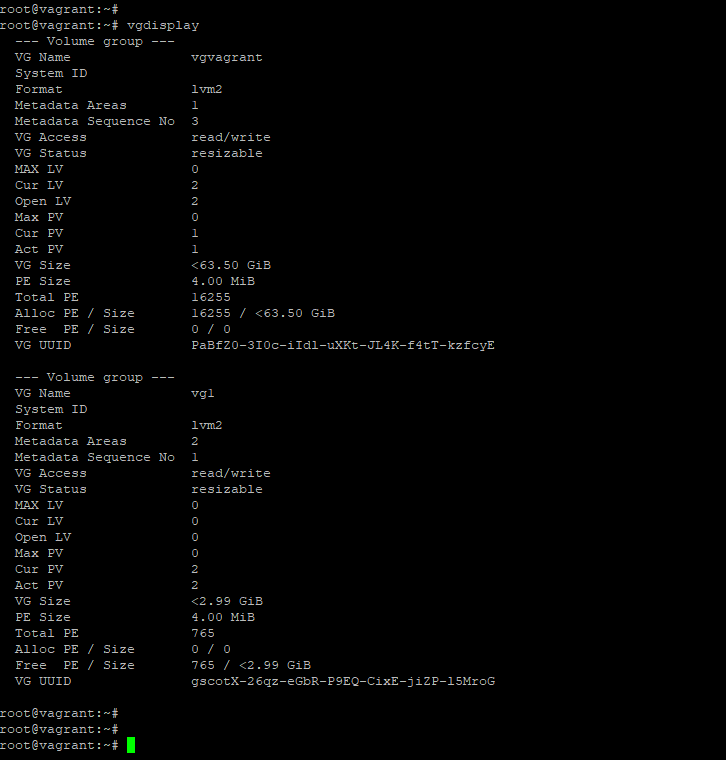 root@vagrant:~#
root@vagrant:~# vgdisplay
  --- Volume group ---
  VG Name               vgvagrant
  System ID
  Format                lvm2
  Metadata Areas        1
  Metadata Sequence No  3
  VG Access             read/write
  VG Status             resizable
  MAX LV                0
  Cur LV                2
  Open LV               2
  Max PV                0
  Cur PV                1
  Act PV                1
  VG Size               <63.50 GiB
  PE Size               4.00 MiB
  Total PE              16255
  Alloc PE / Size       16255 / <63.50 GiB
  Free  PE / Size       0 / 0
  VG UUID               PaBfZ0-3I0c-iIdl-uXKt-JL4K-f4tT-kzfcyE

  --- Volume group ---
  VG Name               vg1
  System ID
  Format                lvm2
  Metadata Areas        2
  Metadata Sequence No  1
  VG Access             read/write
  VG Status             resizable
  MAX LV                0
  Cur LV                0
  Open LV               0
  Max PV                0
  Cur PV                2
  Act PV                2
  VG Size               <2.99 GiB
  PE Size               4.00 MiB
  Total PE              765
  Alloc PE / Size       0 / 0
  Free  PE / Size       765 / <2.99 GiB
  VG UUID               gscotX-26qz-eGbR-P9EQ-CixE-jiZP-l5MroG

root@vagrant:~#
root@vagrant:~#
root@vagrant:~#